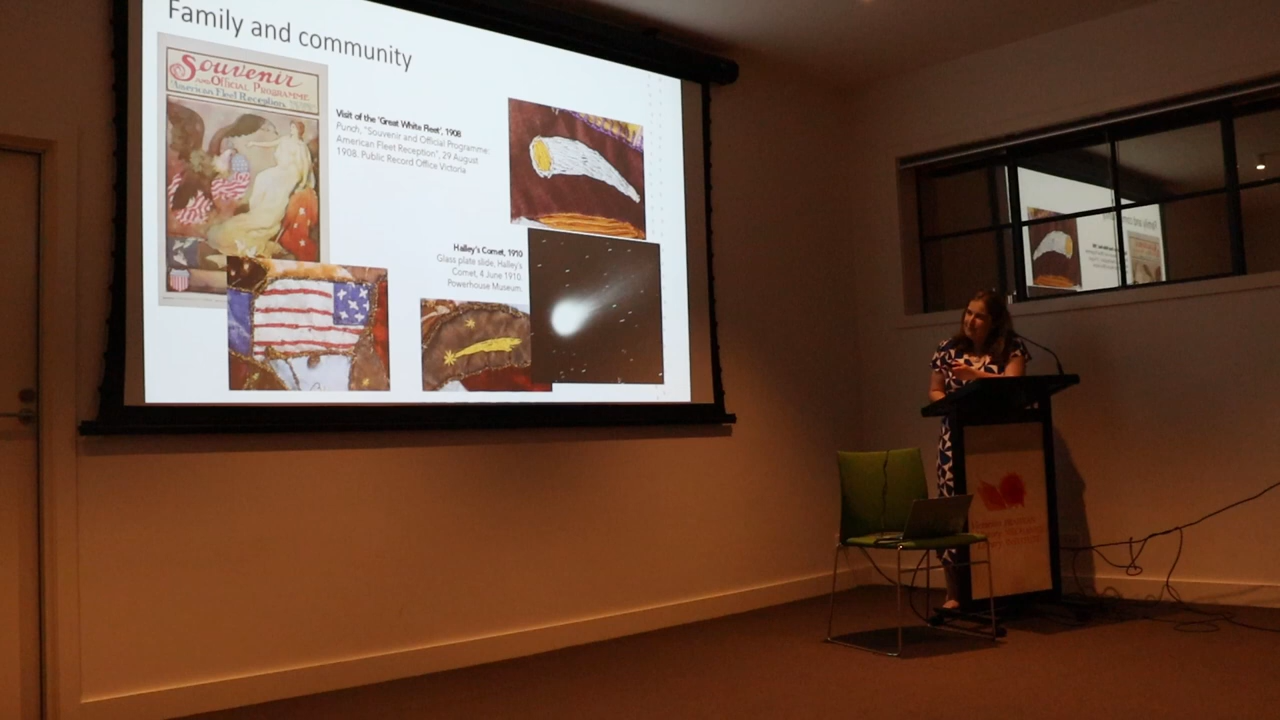 Family and community
Souvenir
AND OFFICIAL PROGRAMME
American Fleet Reception
Visit of the 'Great White Fleet', 1908
Punch, "Souvenir and Official Programme:
American Fleet Reception", 29 August
1908. Public Record Office Victoria
Halley's Comet, 1910
Glass plate slide, Halley's
Comet, 4 June 1910.
Powerhouse Museum.